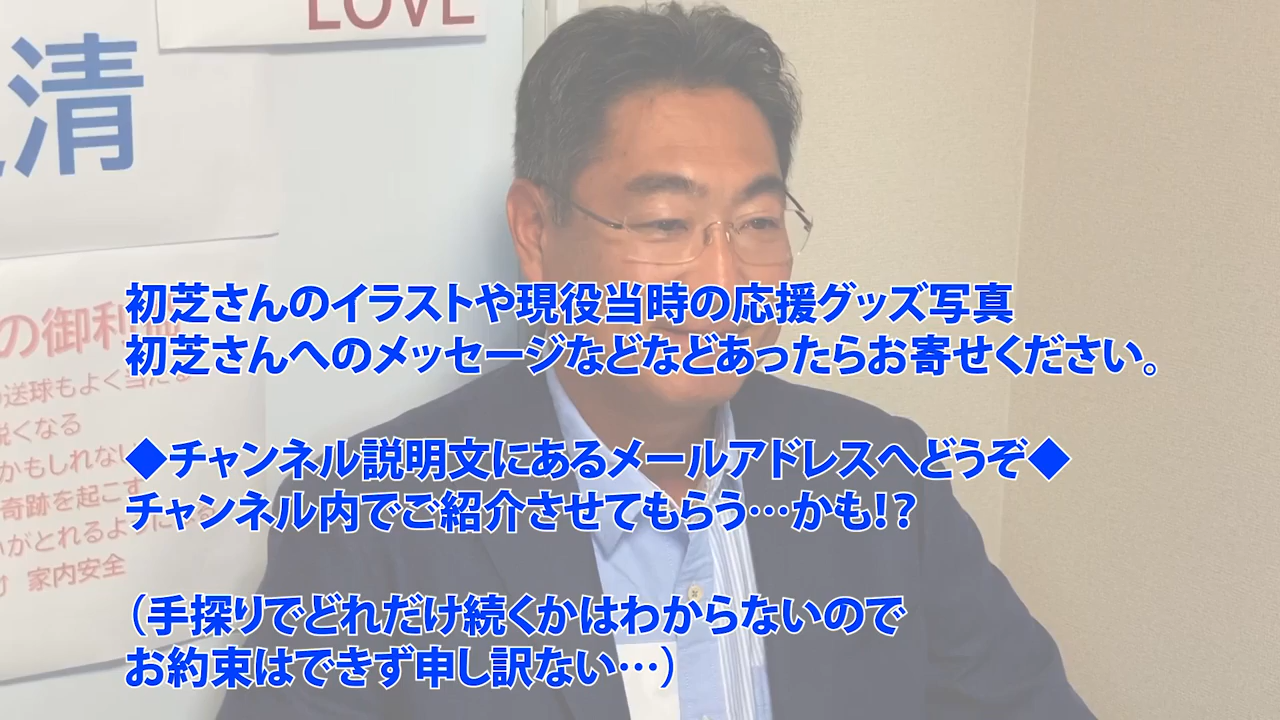 LOVE
清
初芝さんのイラストや現役当時の応援グッズ写真
初芝さんへのメッセージなどなどあったらお寄せください。
の御利
送球もよく当たる
鋭くなる
かもしれない
奇跡を起こす
がとれるようになる
家内安全
◆チャンネル説明文にあるメールアドレスへどうぞ◆
チャンネル内でご紹介させてもらう…かも!?
（手探りでどれだけ続くかはわからないので
お約束はできず申し訳ない…）